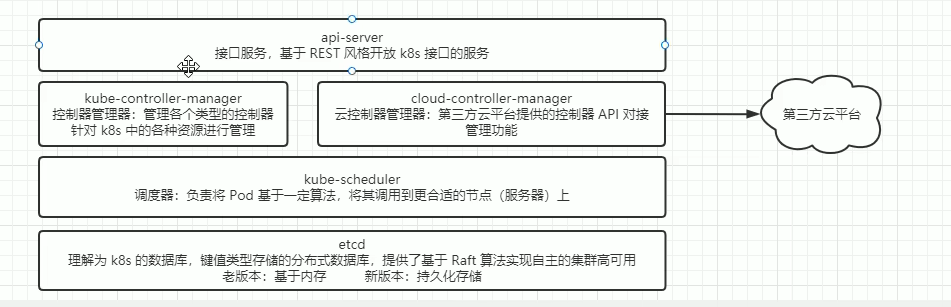 api-server
接口服务，基于 REST 风格开放 k8s 接口的服务
kube-controller-manager
控制器管理器：管理各个类型的控制器
针对 k8s 中的各种资源进行管理
cloud-controller-manager
云控制器管理器：第三方云平台提供的控制器 API 对接
管理功能
第三方云平台
kube-scheduler
调度器：负责将 Pod 基于一定算法，将其调用到更合适的节点（服务器）上
etcd
理解为 k8s 的数据库，键值类型存储的分布式数据库，提供了基于 Raft 算法实现自主的集群高可用
老版本：基于内存 新版本：持久化存储